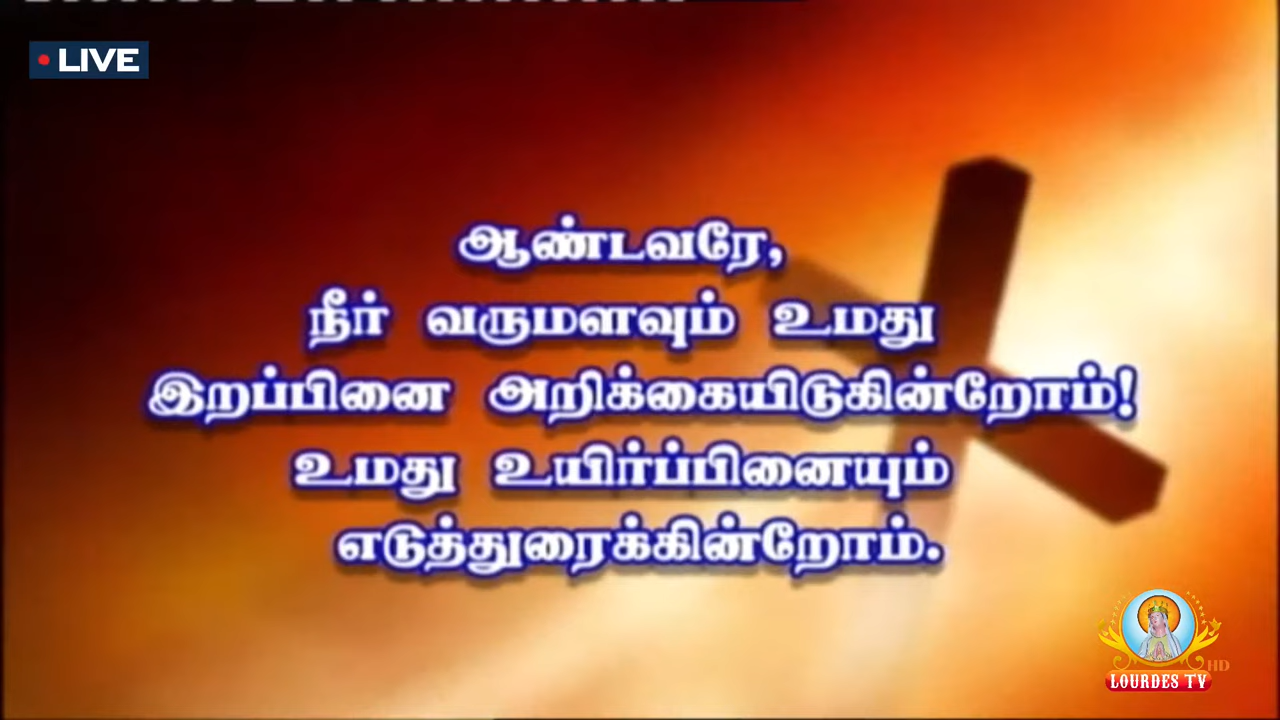 LIVE
ஆண்டவரே,
நீர் வருமளவும் உமது
இறப்பினை அறிக்கையிடுகின்றோம்!
உமது உயிர்ப்பினையும்
எடுத்துரைக்கின்றோம்.
HD
LOURDES TV